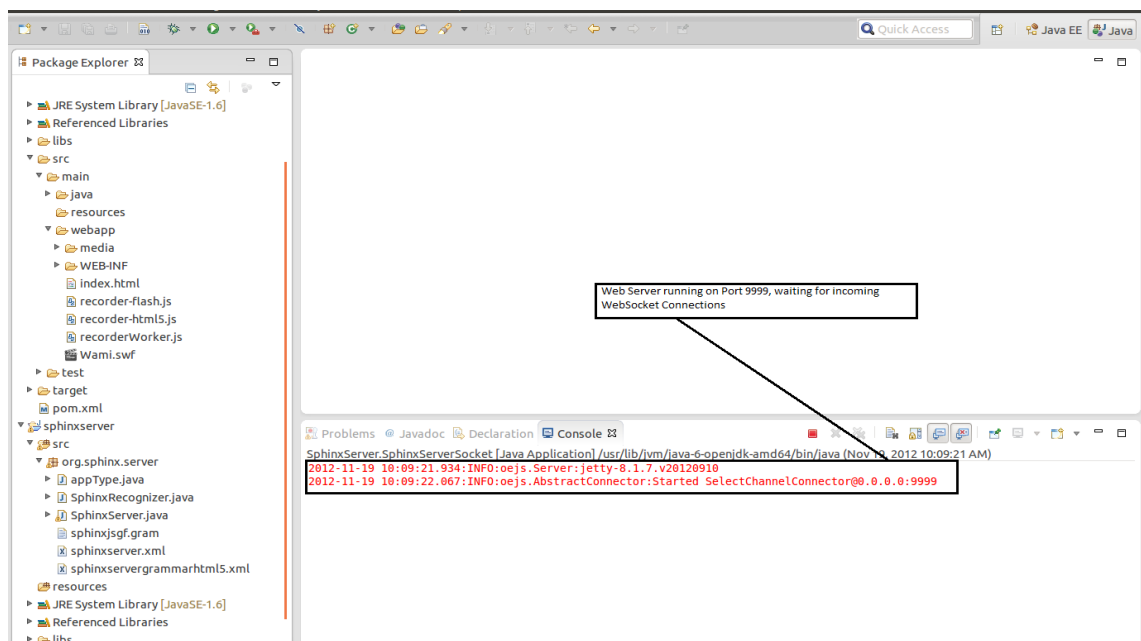 Quick Access
Java EE
Java
Package Explorer
JRE System Library [JavaSE-1.6]
Referenced Libraries
libs
src
main
java
resources
webapp
media
WEB-INF
index.html
recorder-flash.js
recorder-html5.js
recorderWorker.js
Wami.swf
test
target
pom.xml
sphinxserver
src
org.sphinx.server
appType.java
SphinxRecognizer.java
SphinxServer.java
sphinxjsgf.gram
sphinxserver.xml
sphinxservergrammarhtml5.xml
resources
JRE System Library [JavaSE-1.6]
Referenced Libraries
libs
Web Server running on Port 9999, waiting for incoming
WebSocket Connections
Problems @ Javadoc Declaration Console
SphinxServer.SphinxServerSocket [Java Application] /usr/lib/jvm/java-6-openjdk-amd64/bin/java (Nov 19, 2012 10:09:21 AM)
2012-11-19 10:09:21.934:INFO:oejs.Server:jetty-8.1.7.v20120910
2012-11-19 10:09:22.067:INFO:oejs.AbstractConnector:Started SelectChannelConnector@0.0.0.0:9999